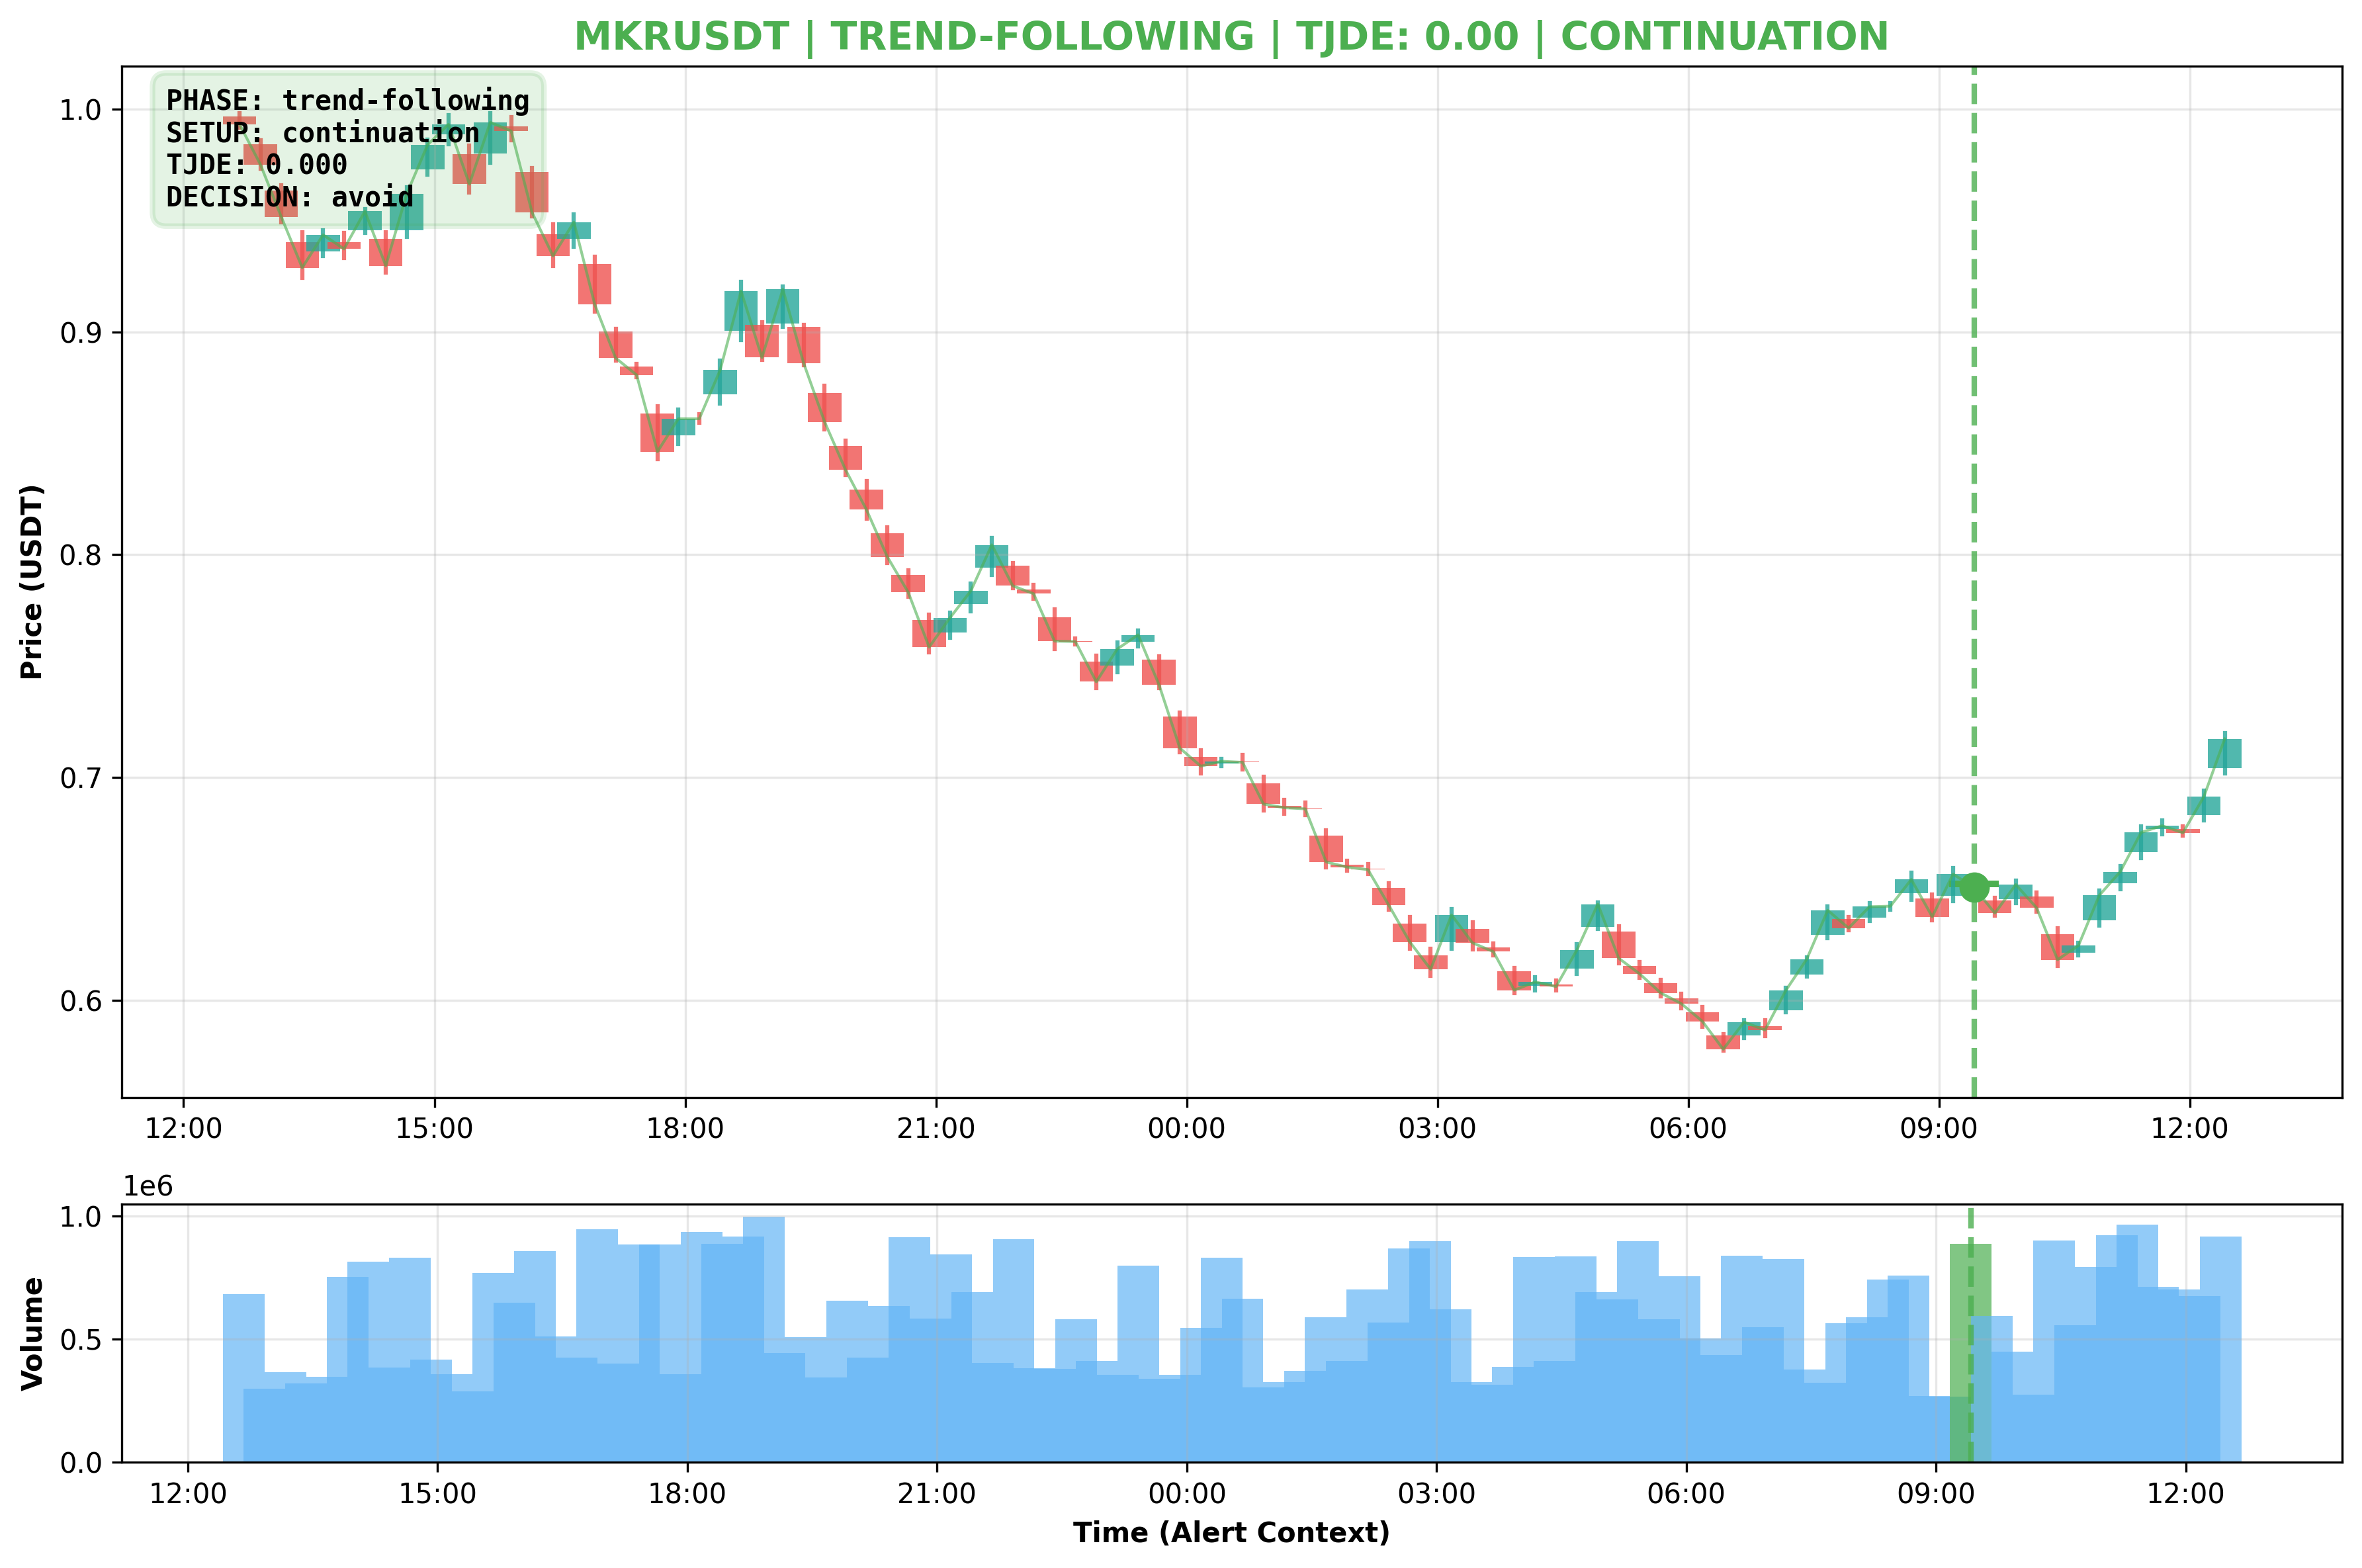 MKRUSDT | TREND-FOLLOWING | TJDE: 0.00 | CONTINUATION
PHASE: trend-following
SETUP: continuation
TJDE: 0.000
DECISION: avoid
Price (USDT)
1.0
0.9
0.8
0.7
0.6
12:00 15:00 18:00 21:00 00:00 03:00 06:00 09:00 12:00
1e6
Volume
1.0
0.5
0.0
12:00 15:00 18:00 21:00 00:00 03:00 06:00 09:00 12:00
Time (Alert Context)